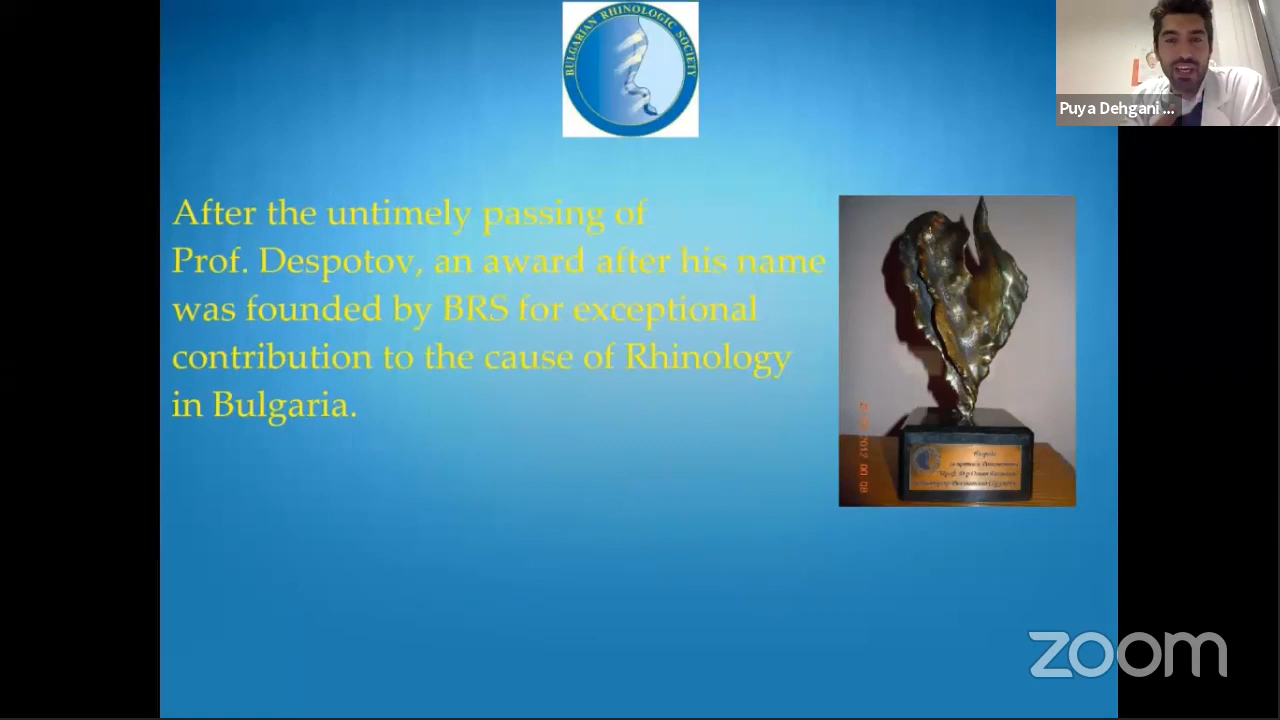 BULGARIAN RHINOLOGIC SOCIETY
Puya Dehgani ...
After the untimely passing of
Prof. Despotov, an award after his name
was founded by BRS for exceptional
contribution to the cause of Rhinology
in Bulgaria.
zoom